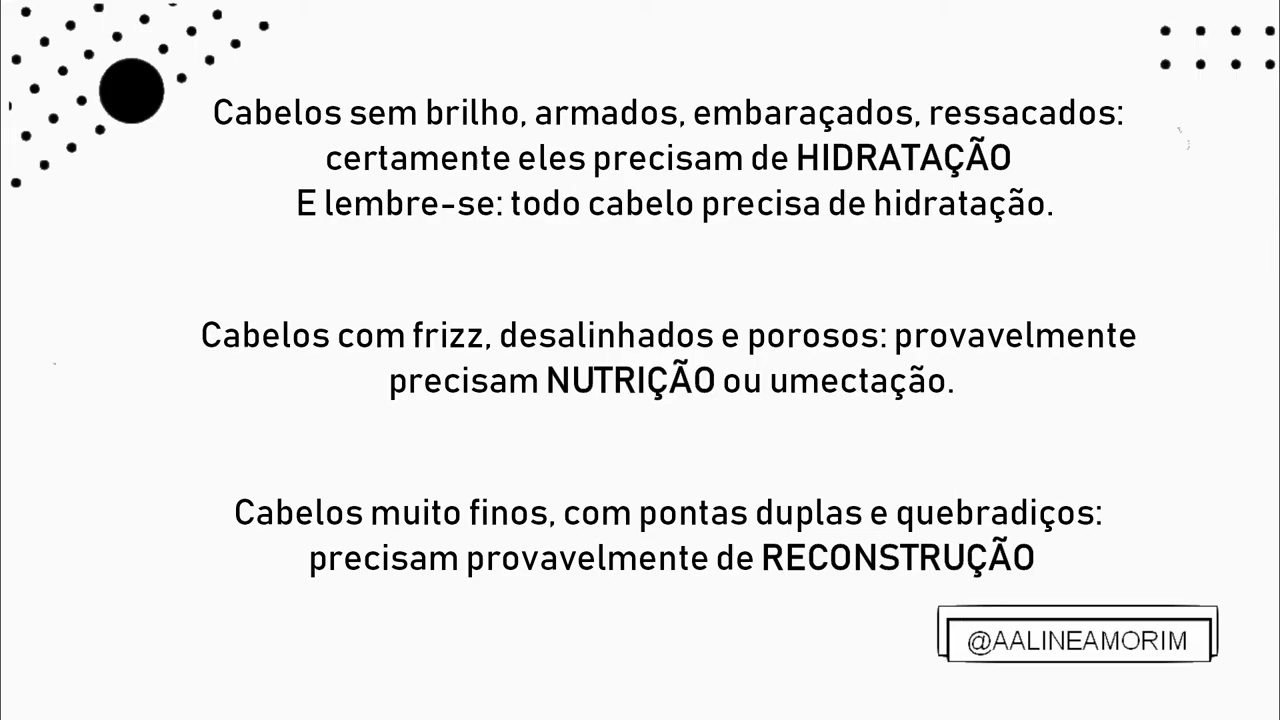 Cabelos sem brilho, armados, embaraçados, ressacados:
certamente eles precisam de HIDRATAÇÃO
E lembre-se: todo cabelo precisa de hidratação.
Cabelos com frizz, desalinhados e porosos: provavelmente
precisam NUTRIÇÃO ou umectação.
Cabelos muito finos, com pontas duplas e quebradiços:
precisam provavelmente de RECONSTRUÇÃO
@AALINEAMORIM